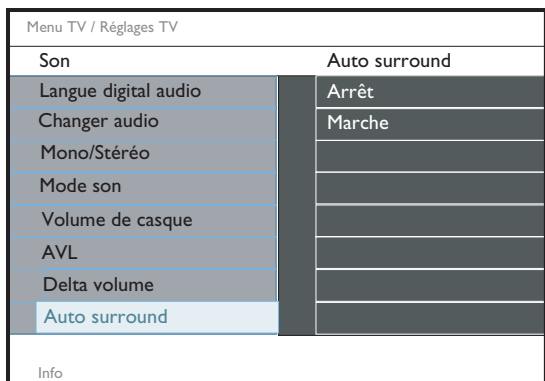 Menu TV / Réglages TV
Son
Auto surround
Langue digital audio
Arrêt
Changer audio
Marche
Mono/Stéréo
Mode son
Volume de casque
AVL
Delta volume
Auto surround
Info